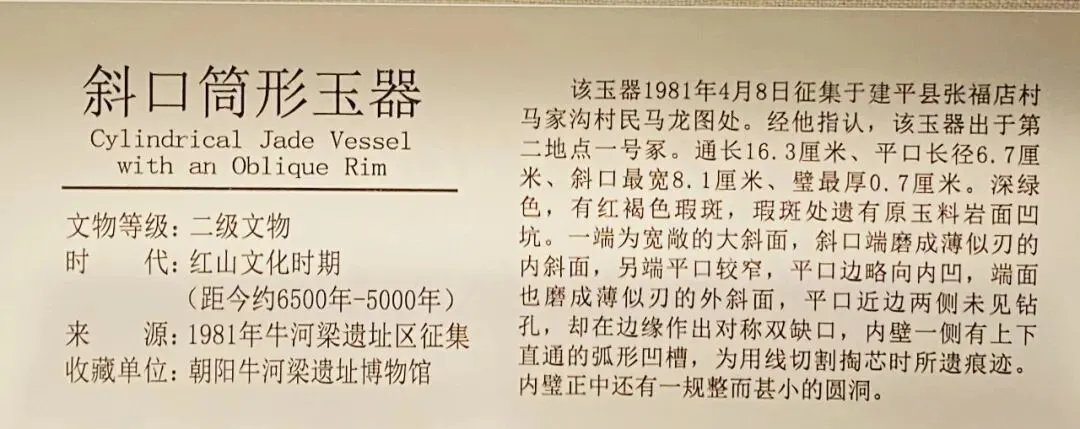 斜口筒形玉器
Cylindrical Jade Vessel
with an Oblique Rim
文物等级：二级文物
时　　代：红山文化时期
（距今约6500年-5000年）
来　　源：1981年牛河梁遗址区征集
收藏单位：朝阳牛河梁遗址博物馆
该玉器1981年4月8日征集于建平县张福店村
马家沟村民马龙图处。经他指认，该玉器出于第
二地点一号冢。通长16.3厘米、平口长径6.7厘
米、斜口最宽8.1厘米、璧最厚0.7厘米。深绿
色，有红褐色瑕斑，瑕斑处遗有原玉料岩面凹
坑。一端为宽敞的大斜面，斜口端磨成薄似刃的
内斜面，另端平口较窄，平口边略向内凹，端面
也磨成薄似刃的外斜面，平口近边两侧未见钻
孔，却在边缘作出对称双缺口，内壁一侧有上下
直通的弧形凹槽，为用线切割掏芯时所遗痕迹。
内壁正中还有一规整而甚小的圆洞。